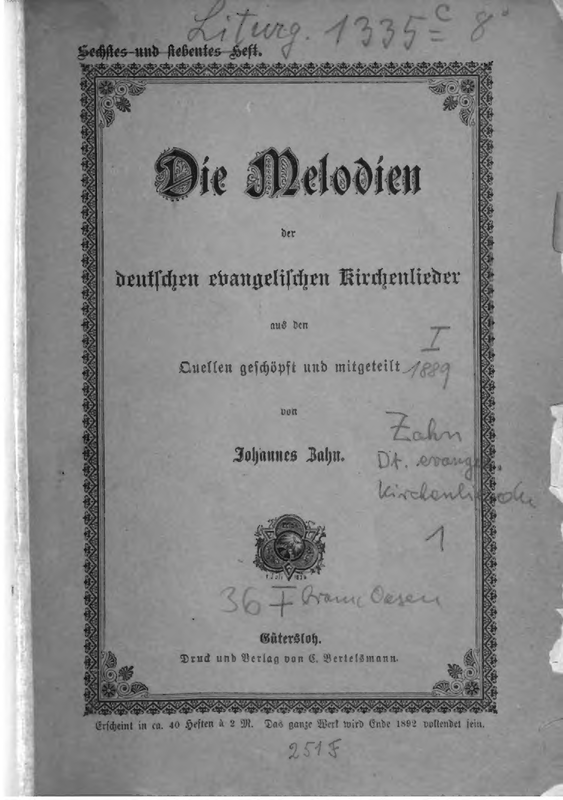 Liturg. 1335 c 8°
Sechstes und siebentes Heft.
Die Melodien
der
deutschen evangelischen Kirchenlieder
aus den
I
Quellen geschöpft und mitgeteilt 1889
von
Zahn
Johannes Zahn.
Dt. evangel.
Kirchenlieder
1
36 I
Gütersloh.
Druck und Verlag von C. Bertelsmann.
Erscheint in ca. 40 Heften à 2 M. Das ganze Werk wird Ende 1892 vollendet sein.
251 F